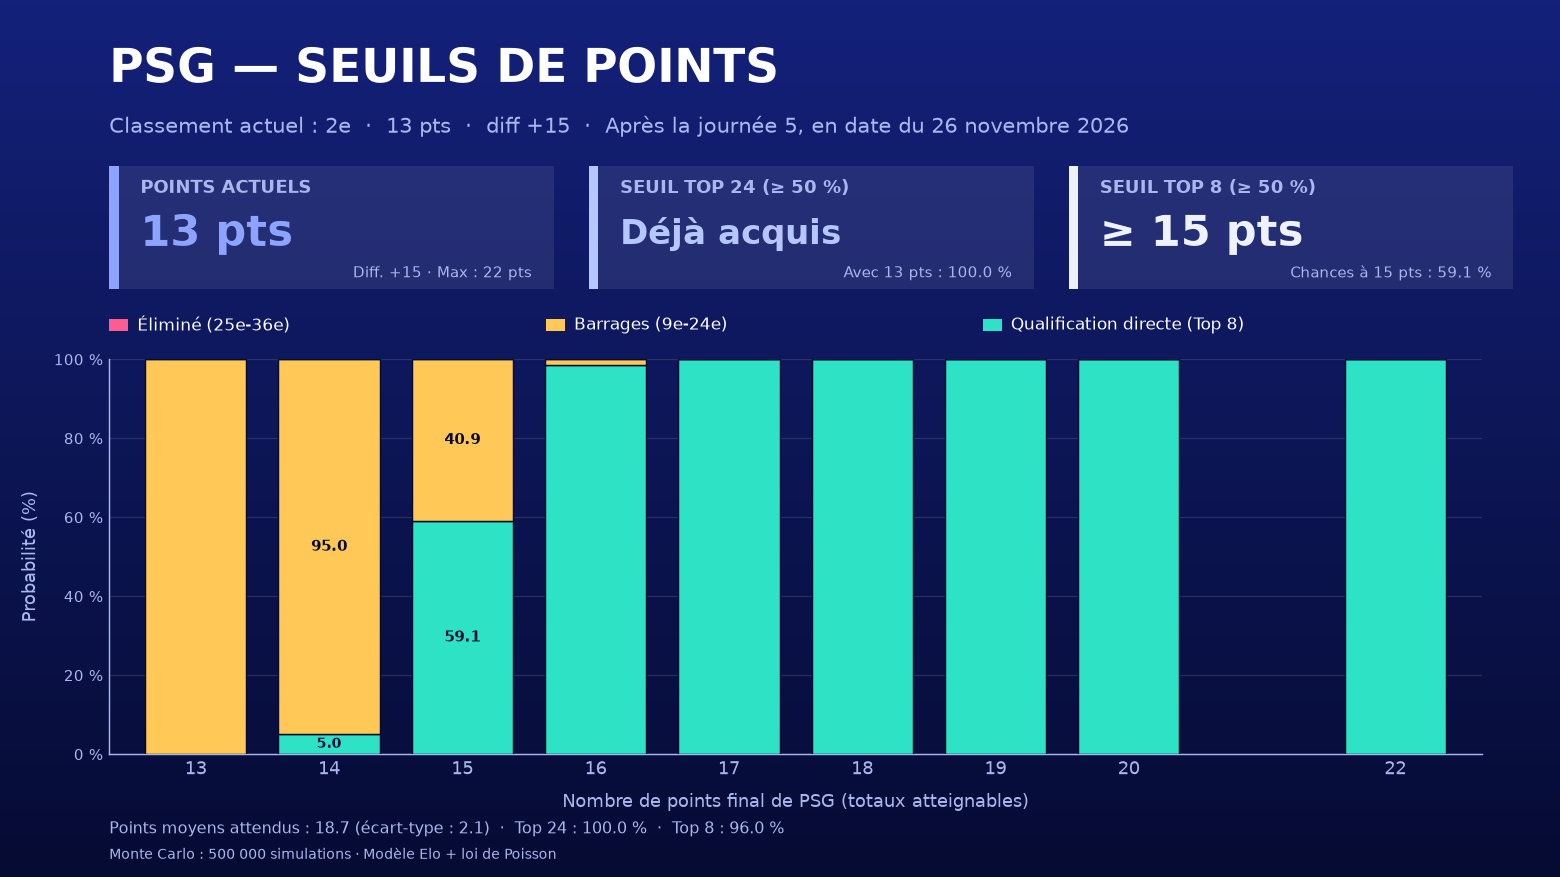 PSG — SEUILS DE POINTS
Classement actuel : 2e · 13 pts · diff +15 · Après la journée 5, en date du 26 novembre 2026
POINTS ACTUELS
13 pts
Diff. +15 · Max : 22 pts
SEUIL TOP 24 (≥ 50 %)
Déjà acquis
Avec 13 pts : 100.0 %
SEUIL TOP 8 (≥ 50 %)
≥ 15 pts
Chances à 15 pts : 59.1 %
Éliminé (25e-36e)
Barrages (9e-24e)
Qualification directe (Top 8)
Probabilité (%)
100 %
80 %
60 %
40 %
20 %
0 %
95.0
5.0
40.9
59.1
13
14
15
16
17
18
19
20
22
Nombre de points final de PSG (totaux atteignables)
Points moyens attendus : 18.7 (écart-type : 2.1) · Top 24 : 100.0 % · Top 8 : 96.0 %
Monte Carlo : 500 000 simulations · Modèle Elo + loi de Poisson